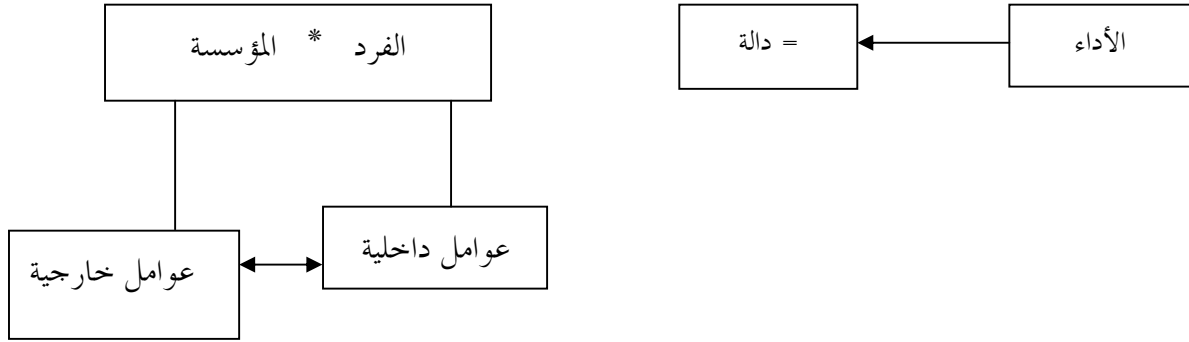 الأداء
= دالة
الفرد * المؤسسة
عوامل داخلية
عوامل خارجية